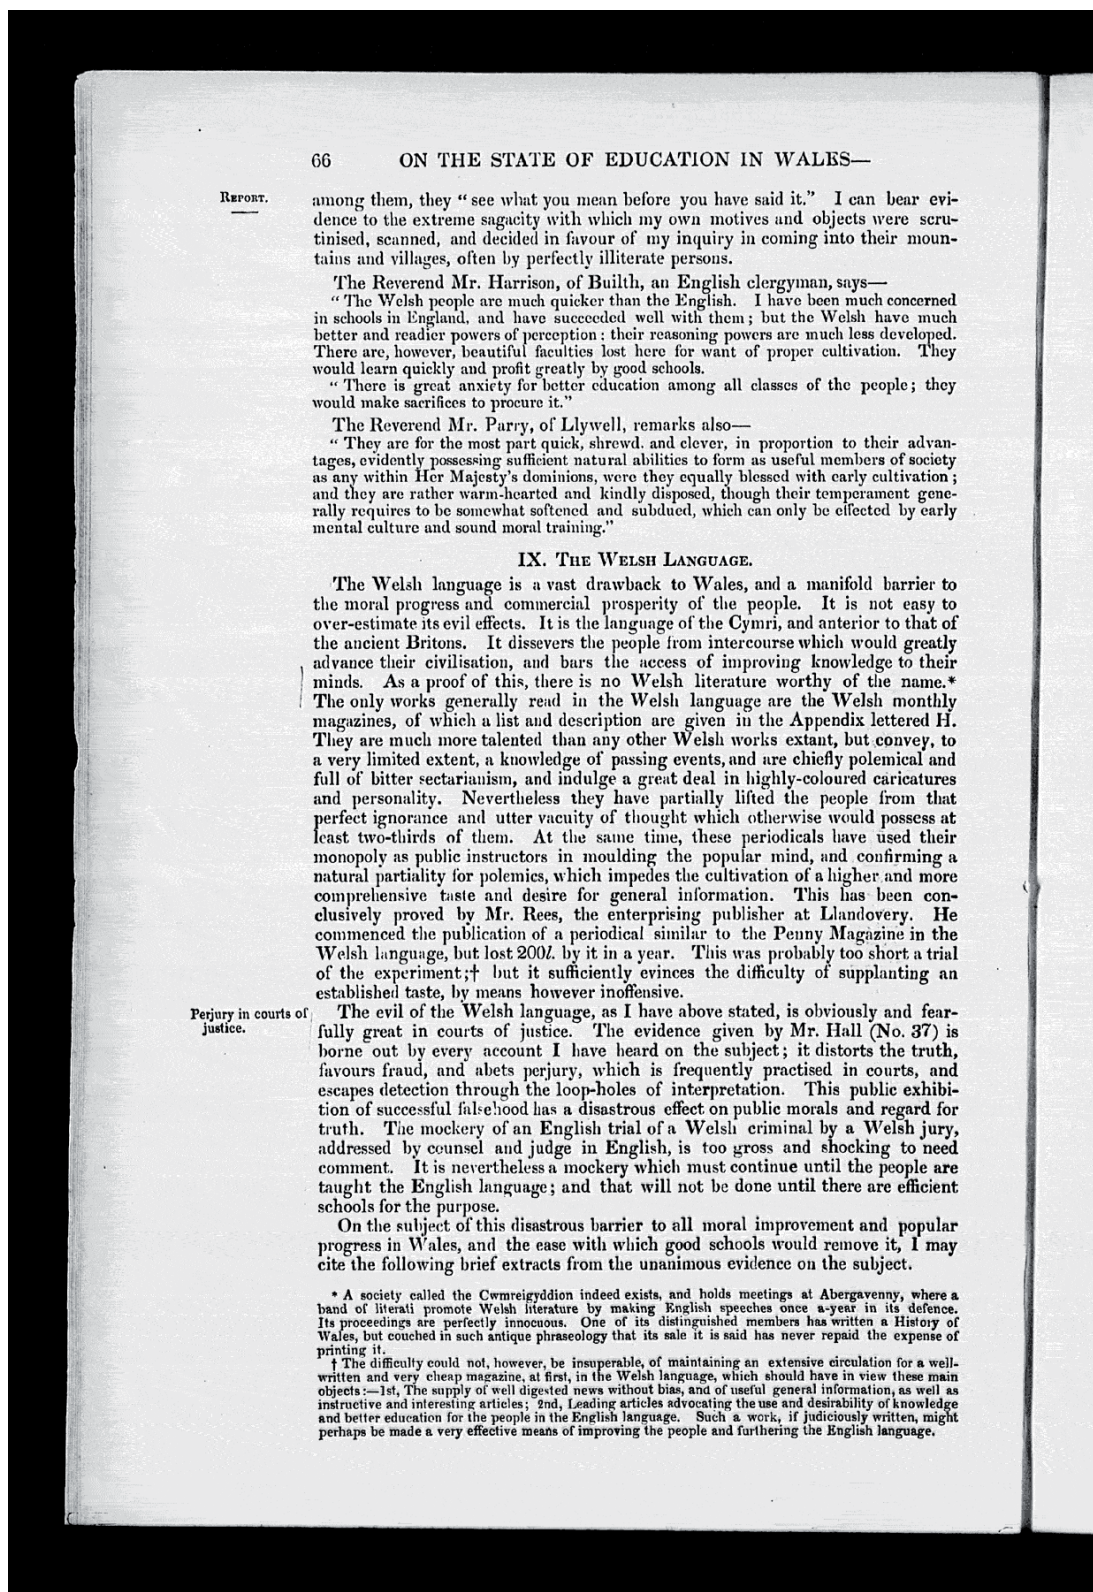 66 ON THE STATE OF EDUCATION IN WALES—
REPORT.
among them, they “ see what you mean before you have said it.” I can bear evi-
dence to the extreme sagacity with which my own motives and objects were scru-
tinised, scanned, and decided in favour of my inquiry in coming into their moun-
tains and villages, often by perfectly illiterate persons.
The Reverend Mr. Harrison, of Builth, an English clergyman, says—
“ The Welsh people are much quicker than the English. I have been much concerned
in schools in England, and have succeeded well with them; but the Welsh have much
better and readier powers of perception: their reasoning powers are much less developed.
There are, however, beautiful faculties lost here for want of proper cultivation. They
would learn quickly and profit greatly by good schools.
“ There is great anxiety for better education among all classes of the people; they
would make sacrifices to procure it.”
The Reverend Mr. Parry, of Llywell, remarks also—
“ They are for the most part quick, shrewd, and clever, in proportion to their advan-
tages, evidently possessing sufficient natural abilities to form as useful members of society
as any within Her Majesty's dominions, were they equally blessed with early cultivation;
and they are rather warm-hearted and kindly disposed, though their temperament gene-
rally requires to be somewhat softened and subdued, which can only be effected by early
mental culture and sound moral training.”
IX. THE WELSH LANGUAGE.
The Welsh language is a vast drawback to Wales, and a manifold barrier to
the moral progress and commercial prosperity of the people. It is not easy to
over-estimate its evil effects. It is the language of the Cymri, and anterior to that of
the ancient Britons. It dissevers the people from intercourse which would greatly
advance their civilisation, and bars the access of improving knowledge to their
minds. As a proof of this, there is no Welsh literature worthy of the name.*
The only works generally read in the Welsh language are the Welsh monthly
magazines, of which a list and description are given in the Appendix lettered H.
They are much more talented than any other Welsh works extant, but convey, to
a very limited extent, a knowledge of passing events, and are chiefly polemical and
full of bitter sectarianism, and indulge a great deal in highly-coloured caricatures
and personality. Nevertheless they have partially lifted the people from that
perfect ignorance and utter vacuity of thought which otherwise would possess at
least two-thirds of them. At the same time, these periodicals have used their
monopoly as public instructors in moulding the popular mind, and confirming a
natural partiality for polemics, which impedes the cultivation of a higher and more
comprehensive taste and desire for general information. This has been con-
clusively proved by Mr. Rees, the enterprising publisher at Llandovery. He
commenced the publication of a periodical similar to the Penny Magazine in the
Welsh language, but lost 200l. by it in a year. This was probably too short a trial
of the experiment;† but it sufficiently evinces the difficulty of supplanting an
established taste, by means however inoffensive.
Perjury in courts of
justice.
The evil of the Welsh language, as I have above stated, is obviously and fear-
fully great in courts of justice. The evidence given by Mr. Hall (No. 37) is
borne out by every account I have heard on the subject; it distorts the truth,
favours fraud, and abets perjury, which is frequently practised in courts, and
escapes detection through the loop-holes of interpretation. This public exhibi-
tion of successful falsehood has a disastrous effect on public morals and regard for
truth. The mockery of an English trial of a Welsh criminal by a Welsh jury,
addressed by counsel and judge in English, is too gross and shocking to need
comment. It is nevertheless a mockery which must continue until the people are
taught the English language; and that will not be done until there are efficient
schools for the purpose.
On the subject of this disastrous barrier to all moral improvement and popular
progress in Wales, and the ease with which good schools would remove it, I may
cite the following brief extracts from the unanimous evidence on the subject.
* A society called the Cwmreigyddion indeed exists, and holds meetings at Abergavenny, where a
band of literati promote Welsh literature by making English speeches once a-year in its defence.
Its proceedings are perfectly innocuous. One of its distinguished members has written a History of
Wales, but couched in such antique phraseology that its sale it is said has never repaid the expense of
printing it.
† The difficulty could not, however, be insuperable, of maintaining an extensive circulation for a well-
written and very cheap magazine, at first, in the Welsh language, which should have in view these main
objects:—1st, The supply of well digested news without bias, and of useful general information, as well as
instructive and interesting articles; 2nd, Leading articles advocating the use and desirability of knowledge
and better education for the people in the English language. Such a work, if judiciously written, might
perhaps be made a very effective means of improving the people and furthering the English language.